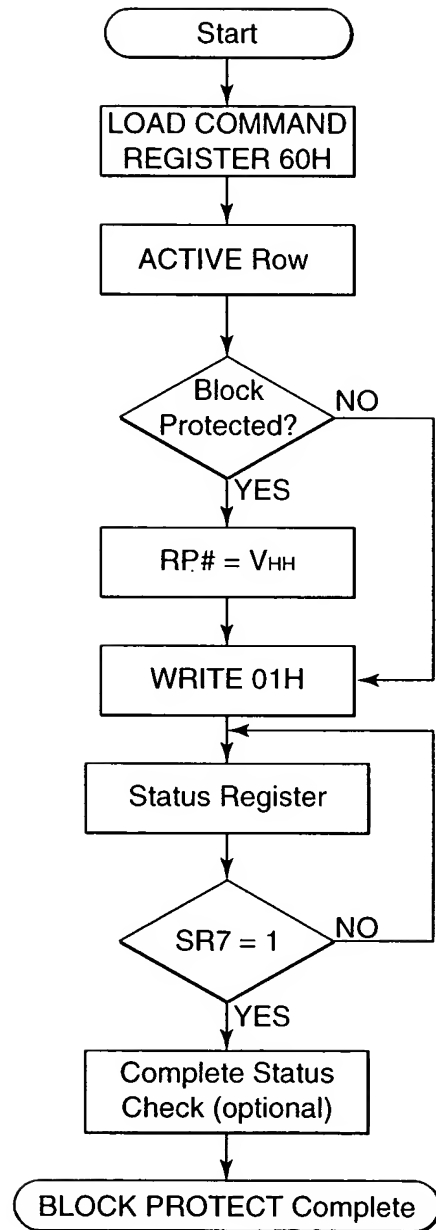 Start
LOAD COMMAND
REGISTER 60H
ACTIVE Row
Block
Protected?
NO
YES
RP# = VHH
WRITE 01H
Status Register
SR7 = 1
NO
YES
Complete Status
Check (optional)
BLOCK PROTECT Complete